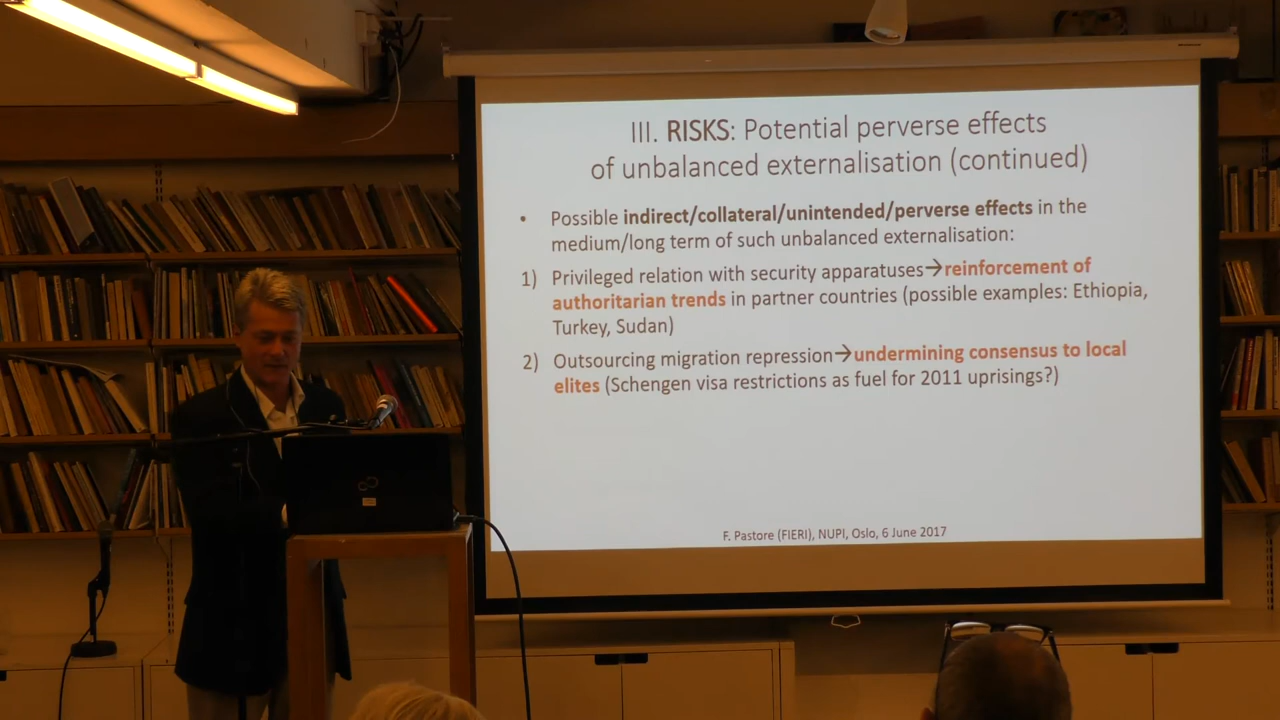 III. RISKS: Potential perverse effects
of unbalanced externalisation (continued)
• Possible indirect/collateral/unintended/perverse effects in the
medium/long term of such unbalanced externalisation:
1) Privileged relation with security apparatuses→reinforcement of
authoritarian trends in partner countries (possible examples: Ethiopia,
Turkey, Sudan)
2) Outsourcing migration repression→undermining consensus to local
elites (Schengen visa restrictions as fuel for 2011 uprisings?)
F. Pastore (FIERI), NUPI, Oslo, 6 June 2017